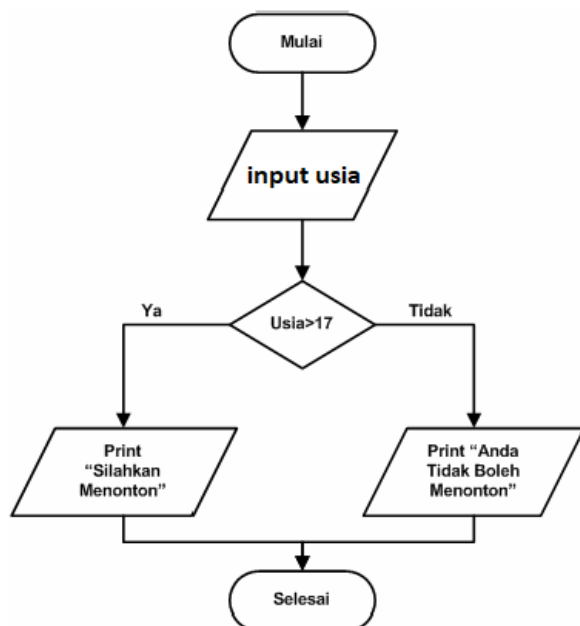 Mulai
input usia
Usia>17
Ya
Tidak
Print
“Silahkan
Menonton”
Print “Anda
Tidak Boleh
Menonton”
Selesai